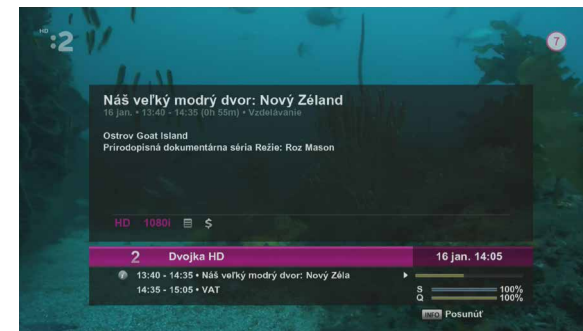 HD
:2
7
Náš veľký modrý dvor: Nový Zéland
16 jan. • 13:40 - 14:35 (0h 55m) • Vzdelávanie
Ostrov Goat Island
Prírodopisná dokumentárna séria Režie: Roz Mason
HD 1080i $
2 Dvojka HD 16 jan. 14:05
13:40 - 14:35 • Náš veľký modrý dvor: Nový Zéla
14:35 - 15:05 • VAT
S 100%
Q 100%
INFO Posunúť